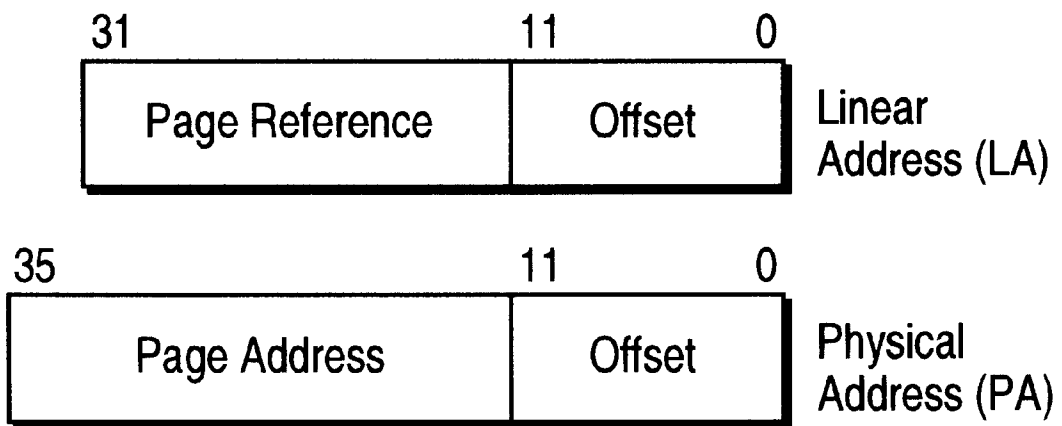 31 11 0
Page Reference Offset Linear
Address (LA)
35 11 0
Page Address Offset Physical
Address (PA)